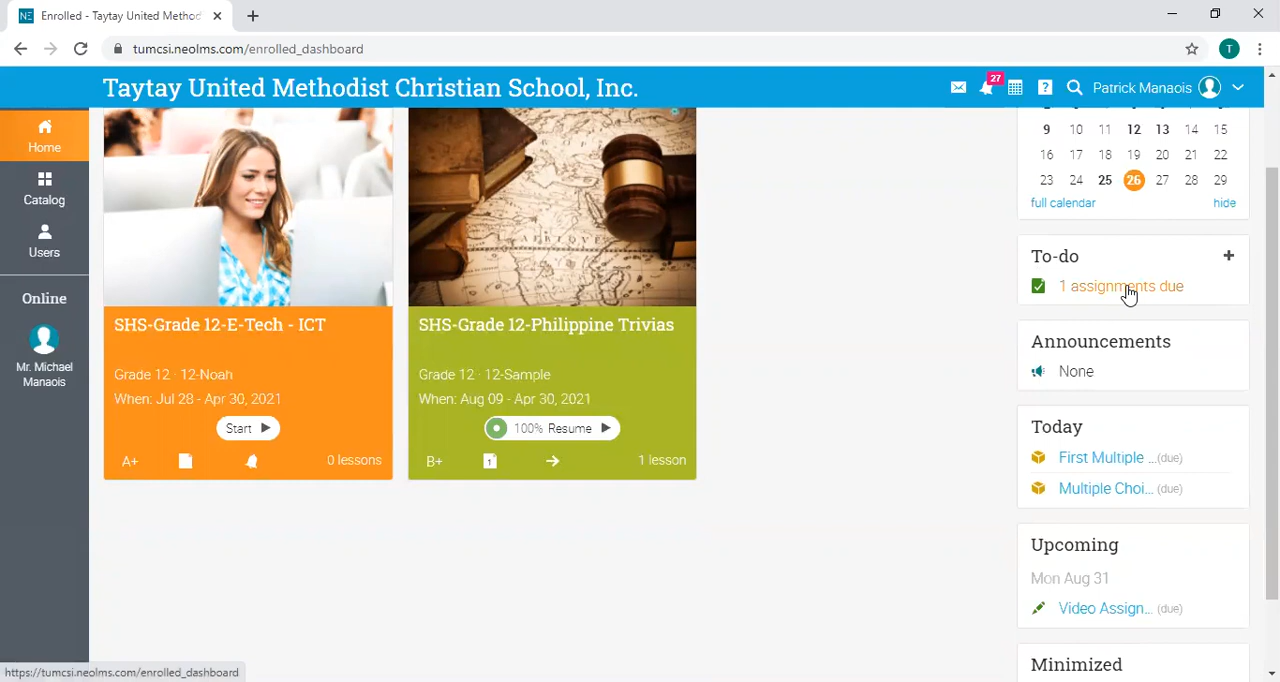 Enrolled - Taytay United Method
tumcsi.neolms.com/enrolled_dashboard
T
Taytay United Methodist Christian School, Inc.
27
?
Patrick Manaois
Home
Catalog
Users
Online
Mr. Michael
Manaois
SHS-Grade 12-E-Tech - ICT
Grade 12 · 12-Noah
When: Jul 28 - Apr 30, 2021
Start
A+
0 lessons
SHS-Grade 12-Philippine Trivias
Grade 12 · 12-Sample
When: Aug 09 - Apr 30, 2021
100% Resume
B+
1
1 lesson
9 10 11 12 13 14 15
16 17 18 19 20 21 22
23 24 25 26 27 28 29
full calendar hide
To-do +
1 assignments due
Announcements
None
Today
First Multiple ...(due)
Multiple Choi... (due)
Upcoming
Mon Aug 31
Video Assign... (due)
Minimized
https://tumcsi.neolms.com/enrolled_dashboard